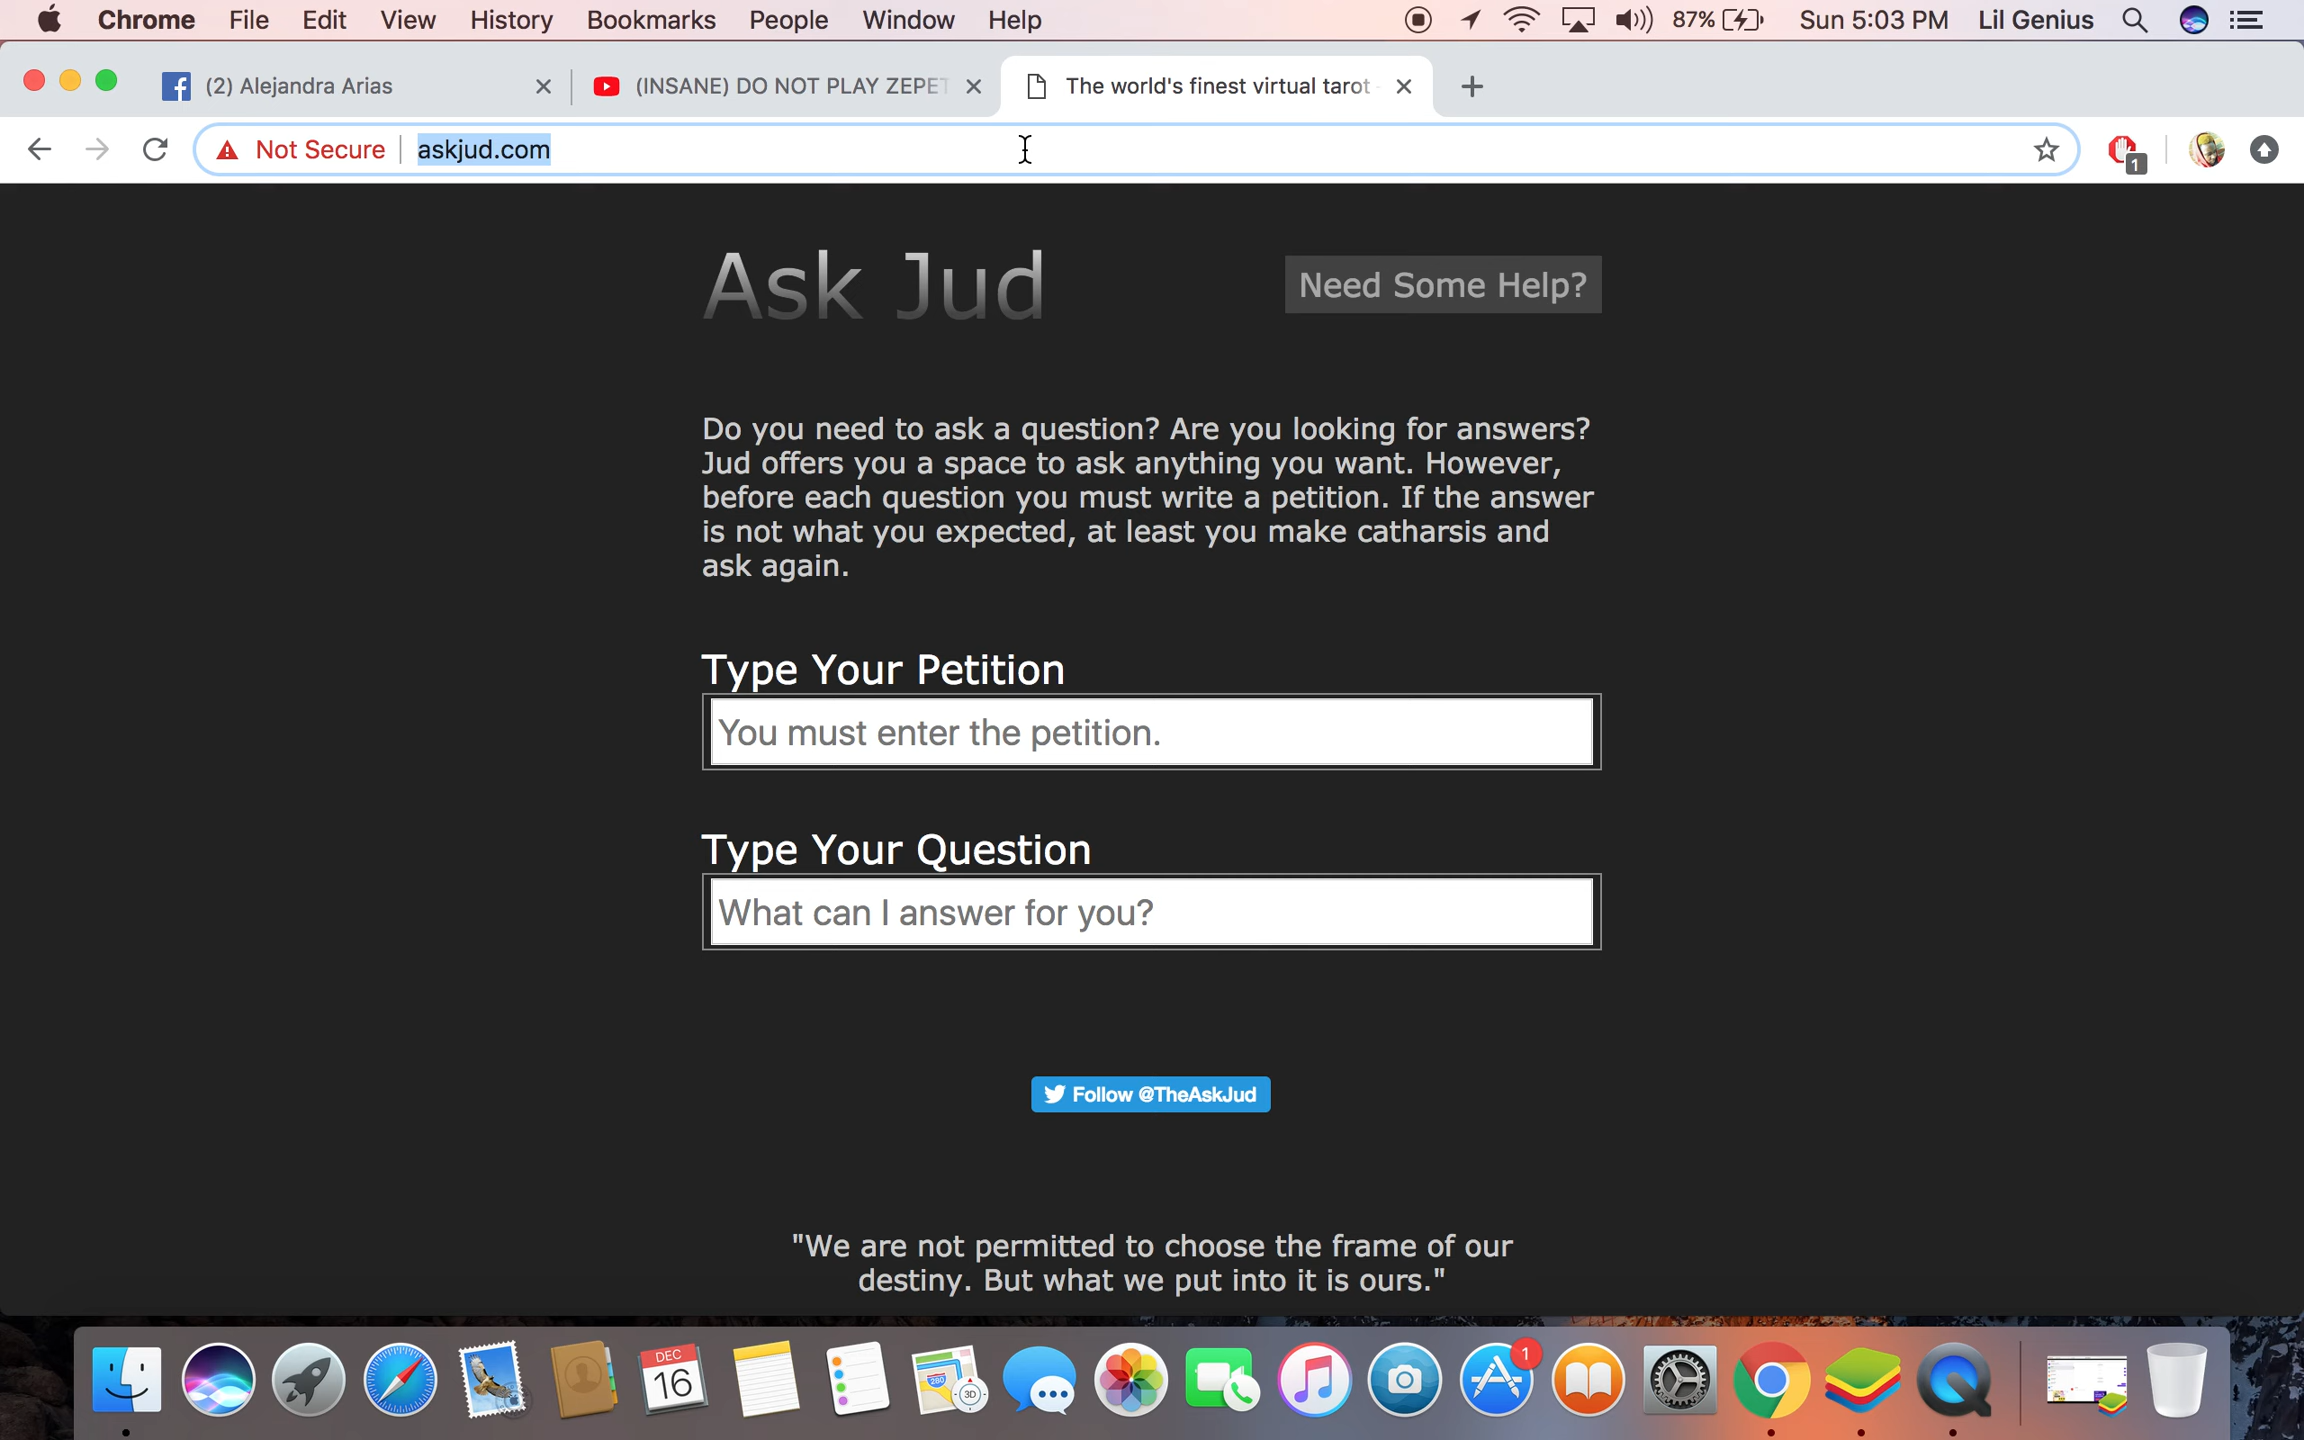 Chrome File Edit View History Bookmarks People Window Help 87% Sun 5:03 PM Lil Genius
(2) Alejandra Arias
(INSANE) DO NOT PLAY ZEPET
The world's finest virtual tarot
Not Secure askjud.com
1
Ask Jud
Need Some Help?
Do you need to ask a question? Are you looking for answers?
Jud offers you a space to ask anything you want. However,
before each question you must write a petition. If the answer
is not what you expected, at least you make catharsis and
ask again.
Type Your Petition
You must enter the petition.
Type Your Question
What can I answer for you?
Follow @TheAskJud
"We are not permitted to choose the frame of our
destiny. But what we put into it is ours."
DEC
16
280
3D
1